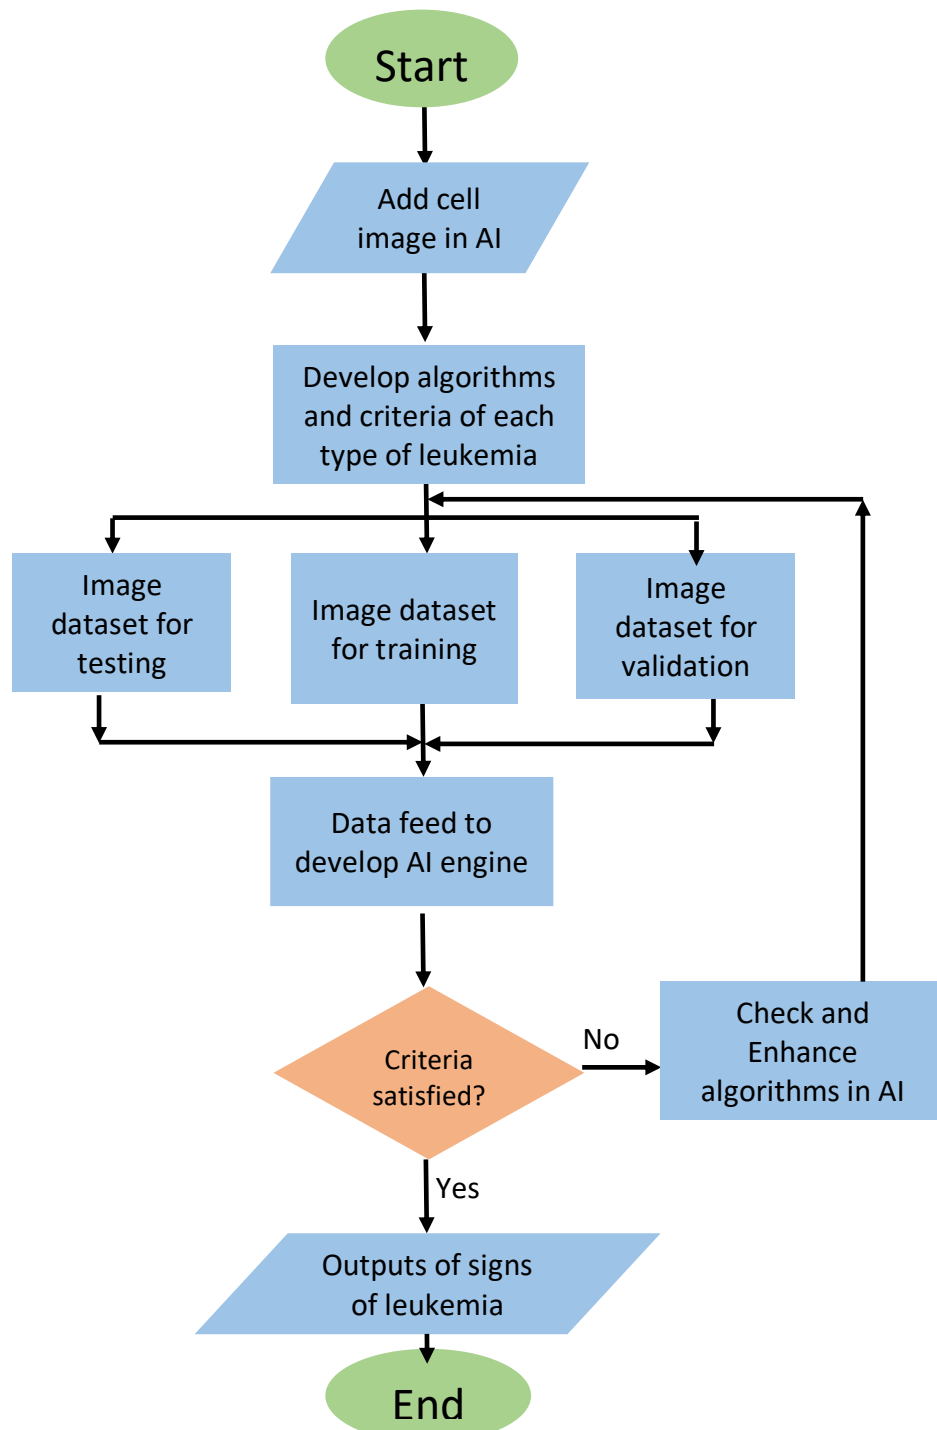 Start
Add cell
image in AI
Develop algorithms
and criteria of each
type of leukemia
Image
dataset for
testing
Image dataset
for training
Image
dataset for
validation
Data feed to
develop AI engine
Criteria
satisfied?
No
Check and
Enhance
algorithms in AI
Yes
Outputs of signs
of leukemia
End